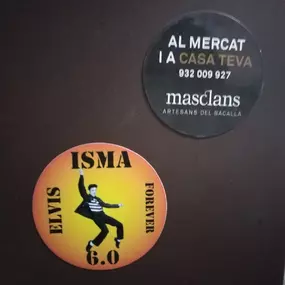 AL MERCAT
I A CASA TEVA
932 009 927
masclans
ARTESANS DEL BACALLÀ
ISMA
ELVIS
FOREVER
6.0